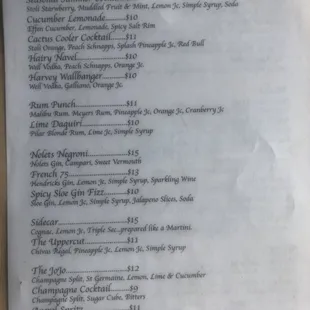 Stoli Starwberry, Muddled Fruit & Mint, Lemon Jc, Simple Syrup, Soda
Cucumber Lemonade..........$10
Effen Cucumber, Lemonade, Spicy Salt Rim
Cactus Cooler Cocktail......$11
Stoli Orange, Peach Schnapps, Splash Pineapple Jc, Red Bull
Hairy Navel....................$10
Well Vodka, Peach Schnapps, Orange Jc.
Harvey Wallbanger...........$10
Well Vodka, Galliano, Orange Jc
Rum Punch.....................$11
Malibu Rum, Meyers Rum, Pineapple Jc, Orange Jc, Cranberry Jc
Lime Daquiri...................$10
Pilar Blonde Rum, Lime Jc, Simple Syrup
Nolets Negroni.................$15
Nolets Gin, Campari, Sweet Vermouth
French 75.......................$13
Hendricks Gin, Lemon Jc, Simple Syrup, Sparkling Wine
Spicy Sloe Gin Fizz..........$10
Sloe Gin, Lemon Jc, Simple Syrup, Jalapeno Slices, Soda
Sidecar..........................$15
Cognac, Lemon Jc, Triple Sec..prepared like a Martini.
The Uppercut...................$11
Chivas Regal, Pineapple Jc, Lemon Jc, Simple Syrup
The JoJo.........................$12
Champagne Split, St Germaine, Lemon, Lime & Cucumber
Champagne Cocktail.........$9
Champagne Split, Sugar Cube, Bitters
$11